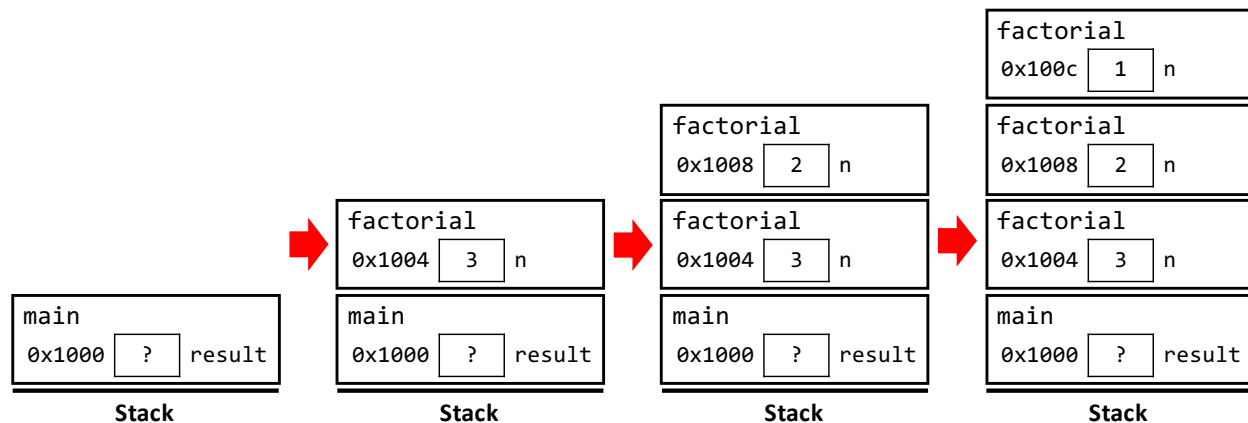 main
0x1000 ? result
Stack
factorial
0x1004 3 n
main
0x1000 ? result
Stack
factorial
0x1008 2 n
factorial
0x1004 3 n
main
0x1000 ? result
Stack
factorial
0x100c 1 n
factorial
0x1008 2 n
factorial
0x1004 3 n
main
0x1000 ? result
Stack